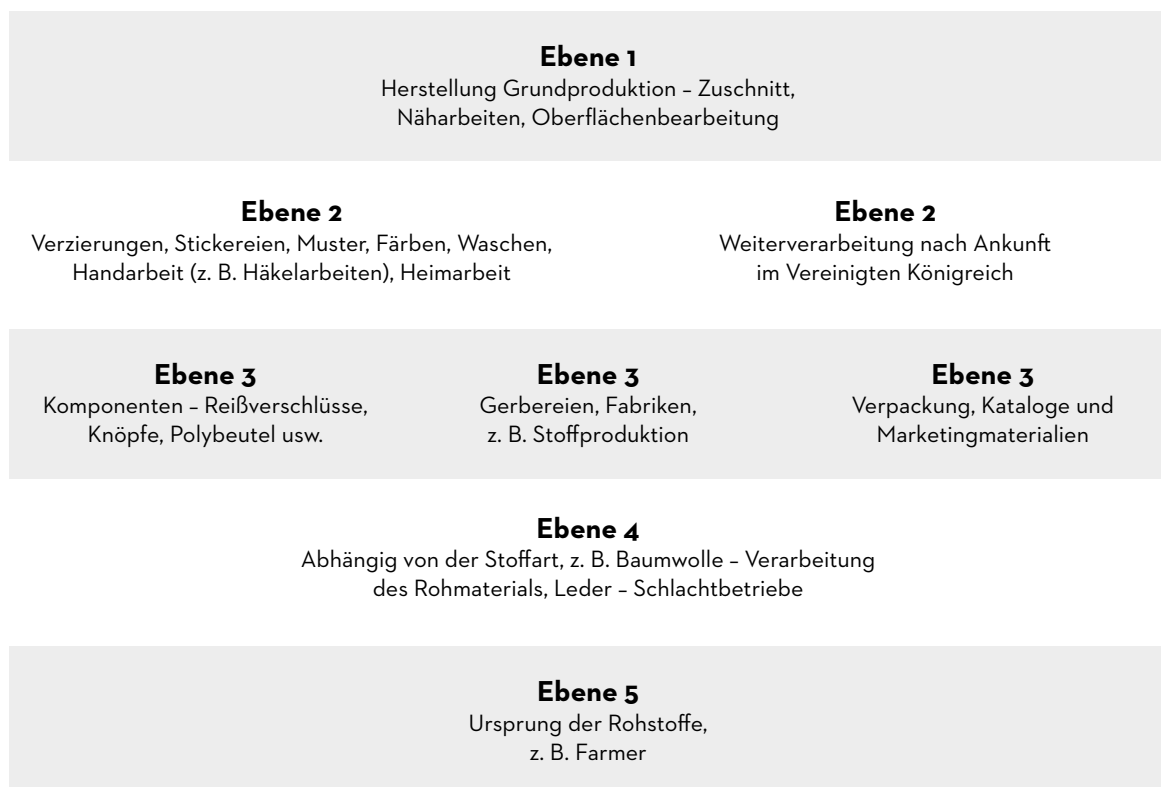 Ebene 1
Herstellung Grundproduktion – Zuschnitt,
Näharbeiten, Oberflächenbearbeitung
Ebene 2
Verzierungen, Stickereien, Muster, Färben, Waschen,
Handarbeit (z. B. Häkelarbeiten), Heimarbeit
Ebene 2
Weiterverarbeitung nach Ankunft
im Vereinigten Königreich
Ebene 3
Komponenten – Reißverschlüsse,
Knöpfe, Polybeutel usw.
Ebene 3
Gerbereien, Fabriken,
z. B. Stoffproduktion
Ebene 3
Verpackung, Kataloge und
Marketingmaterialien
Ebene 4
Abhängig von der Stoffart, z. B. Baumwolle – Verarbeitung
des Rohmaterials, Leder – Schlachtbetriebe
Ebene 5
Ursprung der Rohstoffe,
z. B. Farmer